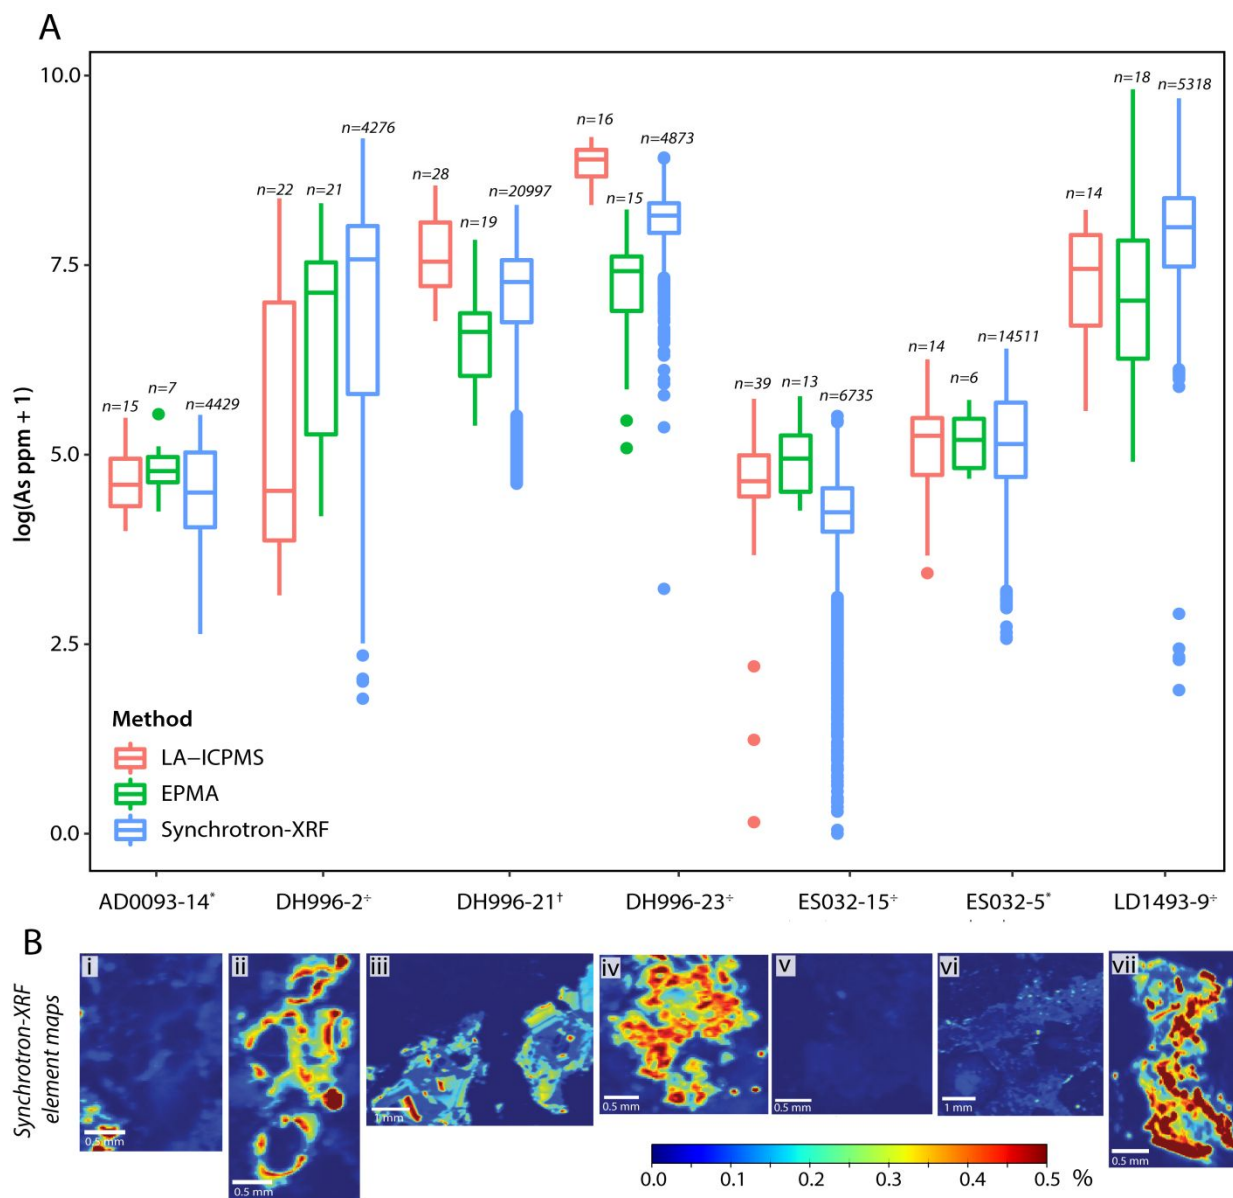 A
10.0
7.5
5.0
2.5
0.0
log(As ppm + 1)
n=15
n=7
n=4429
n=22
n=21
n=4276
n=28
n=19
n=20997
n=16
n=15
n=4873
n=39
n=13
n=6735
n=14
n=6
n=14511
n=14
n=18
n=5318
Method
LA–ICPMS
EPMA
Synchrotron-XRF
AD0093-14* DH996-2÷ DH996-21† DH996-23÷ ES032-15÷ ES032-5* LD1493-9÷
B
Synchrotron-XRF
element maps
i
0.5 mm
ii
0.5 mm
iii
1 mm
iv
0.5 mm
v
0.5 mm
vi
1 mm
vii
0.5 mm
0.0 0.1 0.2 0.3 0.4 0.5 %